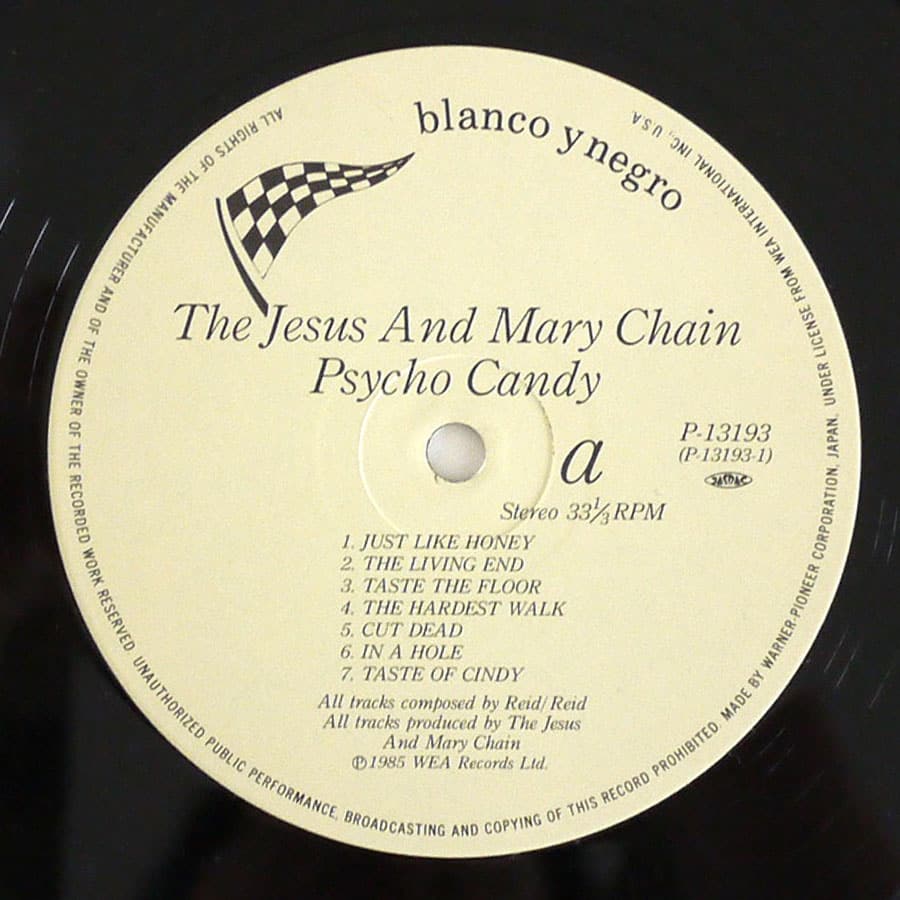 blanco y negro
The Jesus And Mary Chain
Psycho Candy
a
P-13193
(P-13193-1)
JASRAC
Stereo 33⅓ RPM
1. JUST LIKE HONEY
2. THE LIVING END
3. TASTE THE FLOOR
4. THE HARDEST WALK
5. CUT DEAD
6. IN A HOLE
7. TASTE OF CINDY
All tracks composed by Reid/Reid
All tracks produced by The Jesus
And Mary Chain
℗1985 WEA Records Ltd.
ALL RIGHTS OF THE MANUFACTURER AND OF THE OWNER OF THE RECORDED WORK RESERVED. UNAUTHORIZED PUBLIC PERFORMANCE, BROADCASTING AND COPYING OF THIS RECORD PROHIBITED. MADE BY WARNER-PIONEER CORPORATION, JAPAN, UNDER LICENSE FROM WEA INTERNATIONAL INC., U.S.A.